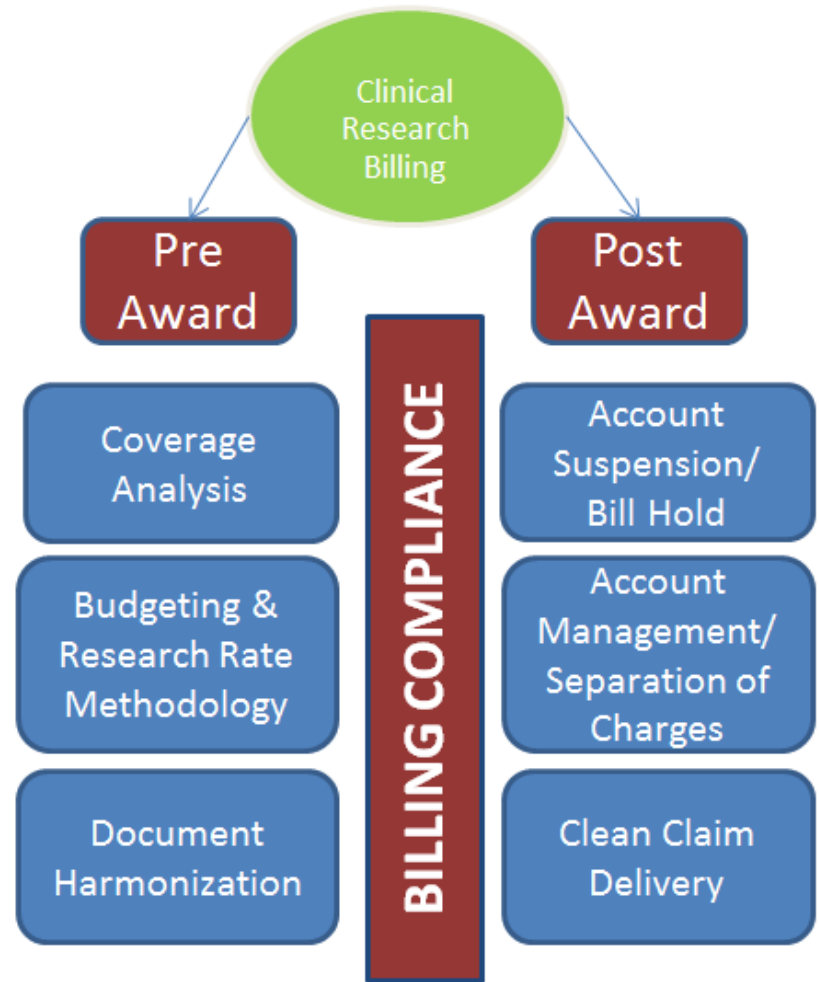 Clinical
Research
Billing
Pre
Award
Post
Award
Coverage
Analysis
Budgeting &
Research Rate
Methodology
Document
Harmonization
BILLING COMPLIANCE
Account
Suspension/
Bill Hold
Account
Management/
Separation of
Charges
Clean Claim
Delivery